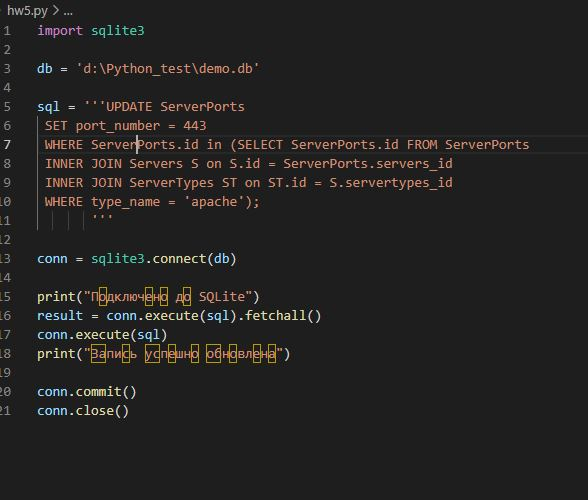 hw5.py > ...
1 import sqlite3
2
3 db = 'd:\Python_test\demo.db'
4
5 sql = '''UPDATE ServerPorts
6 SET port_number = 443
7 WHERE ServerPorts.id in (SELECT ServerPorts.id FROM ServerPorts
8 INNER JOIN Servers S on S.id = ServerPorts.servers_id
9 INNER JOIN ServerTypes ST on ST.id = S.servertypes_id
10 WHERE type_name = 'apache');
11 '''
12
13 conn = sqlite3.connect(db)
14
15 print("Подключено до SQLite")
16 result = conn.execute(sql).fetchall()
17 conn.execute(sql)
18 print("Запись успешно обновлена")
19
20 conn.commit()
21 conn.close()